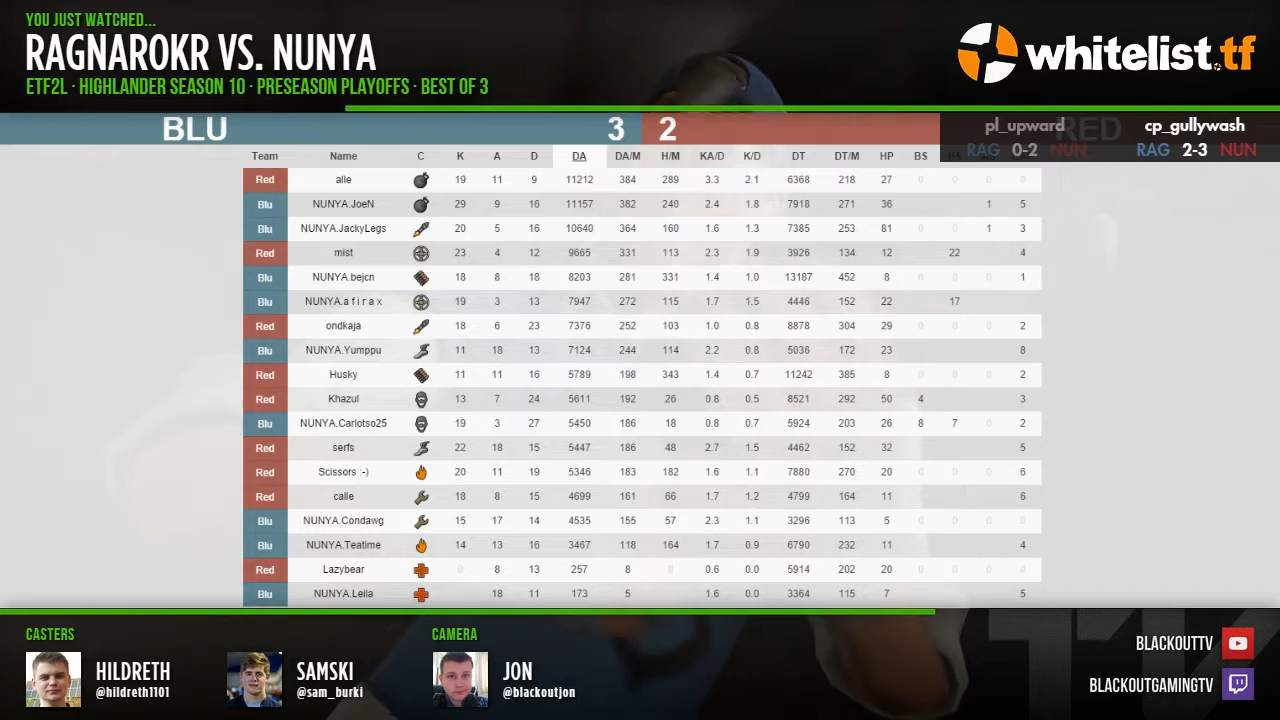 YOU JUST WATCHED...
RAGNAROKR VS. NUNYA
ETF2L · HIGHLANDER SEASON 10 · PRESEASON PLAYOFFS · BEST OF 3
whitelist.tf
BLU 3 2 RED
pl_upward cp_gullywash
RAG 0-2 NUN RAG 2-3 NUN
Team Name C K A D DA DA/M H/M KA/D K/D DT DT/M HP BS HS
Red alle 19 11 9 11212 384 289 3.3 2.1 6368 218 27 0 0 0 0
Blu NUNYA.JoeN 29 9 16 11157 382 240 2.4 1.8 7918 271 36 1 5
Blu NUNYA.JackyLegs 20 5 16 10640 364 160 1.6 1.3 7385 253 81 0 0 1 3
Red mist 23 4 12 9665 331 113 2.3 1.9 3926 134 12 22 4
Blu NUNYA.bejcn 18 8 18 8203 281 331 1.4 1.0 13187 452 8 0 0 0 1
Blu NUNYA.a f i r a x 19 3 13 7947 272 115 1.7 1.5 4446 152 22 17
Red ondkaja 18 6 23 7376 252 103 1.0 0.8 8878 304 29 0 0 0 2
Blu NUNYA.Yumppu 11 18 13 7124 244 114 2.2 0.8 5036 172 23 8
Red Husky 11 11 16 5789 198 343 1.4 0.7 11242 385 8 0 0 0 2
Red Khazul 13 7 24 5611 192 26 0.8 0.5 8521 292 50 4 3
Blu NUNYA.Carlotso25 19 3 27 5450 186 18 0.8 0.7 5924 203 26 8 7 0 2
Red serfs 22 18 15 5447 186 48 2.7 1.5 4462 152 32 5
Red Scissors :-) 20 11 19 5346 183 182 1.6 1.1 7880 270 20 0 0 0 6
Red calle 18 8 15 4699 161 66 1.7 1.2 4799 164 11 6
Blu NUNYA.Condawg 15 17 14 4535 155 57 2.3 1.1 3296 113 5 0 0 0 0
Blu NUNYA.Teatime 14 13 16 3467 118 164 1.7 0.9 6790 232 11 4
Red Lazybear 0 8 13 257 8 0 0.6 0.0 5914 202 20 0 0 0 0
Blu NUNYA.Leila 18 11 173 5 1.6 0.0 3364 115 7 5
CASTERS
HILDRETH
@hildreth1101
SAMSKI
@sam_burki
CAMERA
JON
@blackoutjon
BLACKOUTTV
BLACKOUTGAMINGTV